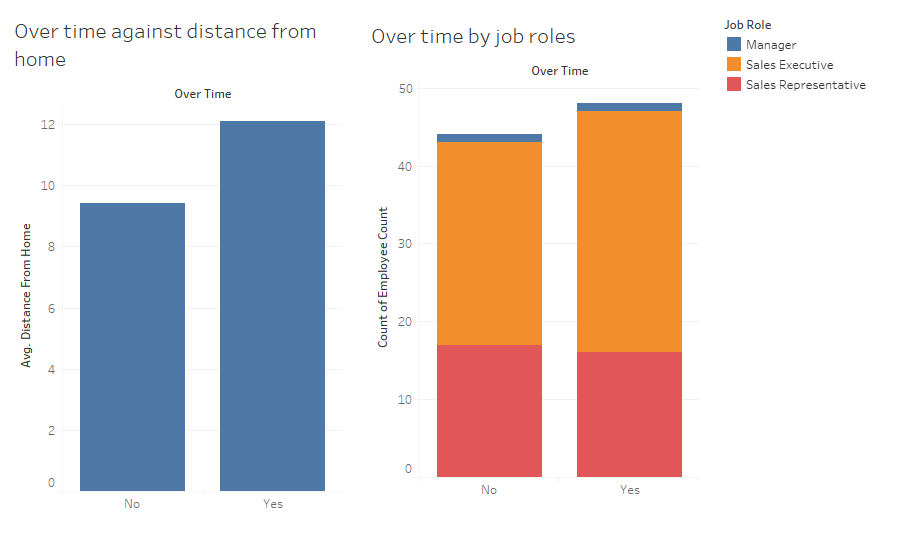 Over time against distance from
home
Over Time
Avg. Distance From Home
12
10
8
6
4
2
0
No
Yes
Over time by job roles
Over Time
Count of Employee Count
50
40
30
20
10
0
No
Yes
Job Role
Manager
Sales Executive
Sales Representative